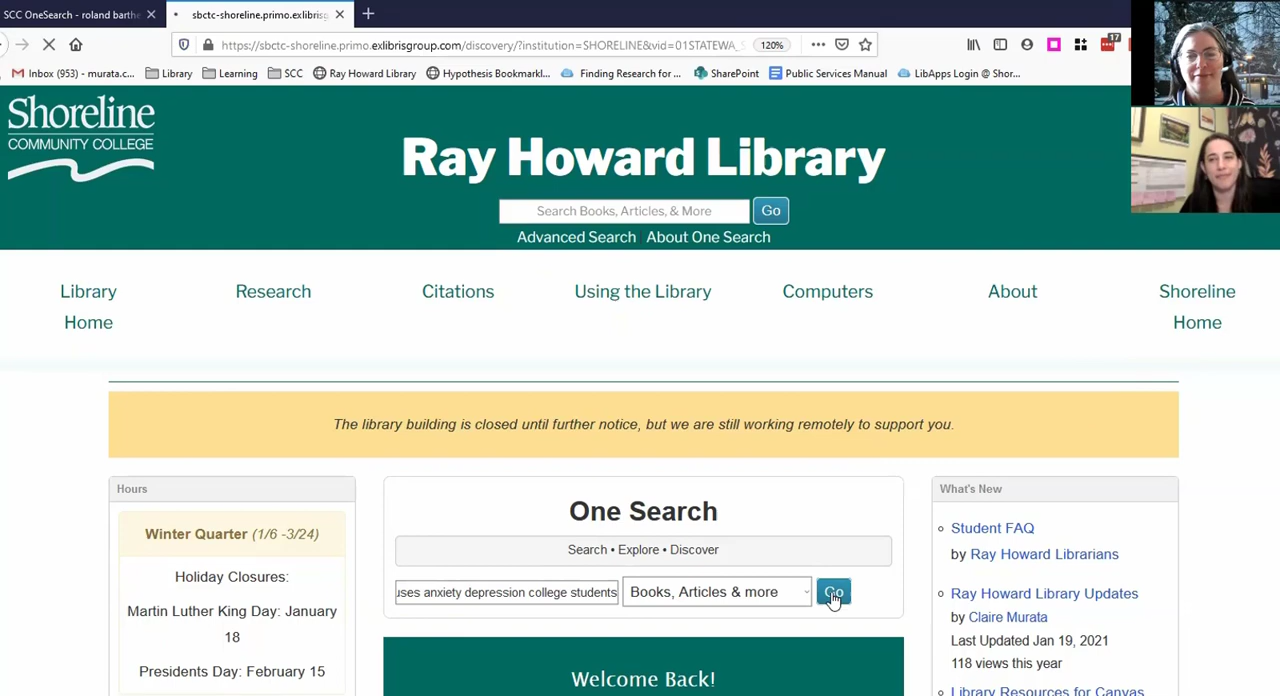 SCC OneSearch - roland barthe
sbctc-shoreline.primo.exlibrisg
https://sbctc-shoreline.primo.exlibrisgroup.com/discovery/?institution=SHORELINE&vid=01STATEWA_S
120%
17
Inbox (953) - murata.c...
Library
Learning
SCC
Ray Howard Library
Hypothesis Bookmarkl...
Finding Research for ...
SharePoint
Public Services Manual
LibApps Login @ Shor...
Shoreline
COMMUNITY COLLEGE
Ray Howard Library
Search Books, Articles, & More
Go
Advanced Search | About One Search
Library Home
Research
Citations
Using the Library
Computers
About
Shoreline Home
The library building is closed until further notice, but we are still working remotely to support you.
Hours
Winter Quarter (1/6 -3/24)
Holiday Closures:
Martin Luther King Day: January
18
Presidents Day: February 15
One Search
Search • Explore • Discover
uses anxiety depression college students
Books, Articles & more
Go
Welcome Back!
What's New
Student FAQ
by Ray Howard Librarians
Ray Howard Library Updates
by Claire Murata
Last Updated Jan 19, 2021
118 views this year
Library Resources for Canvas